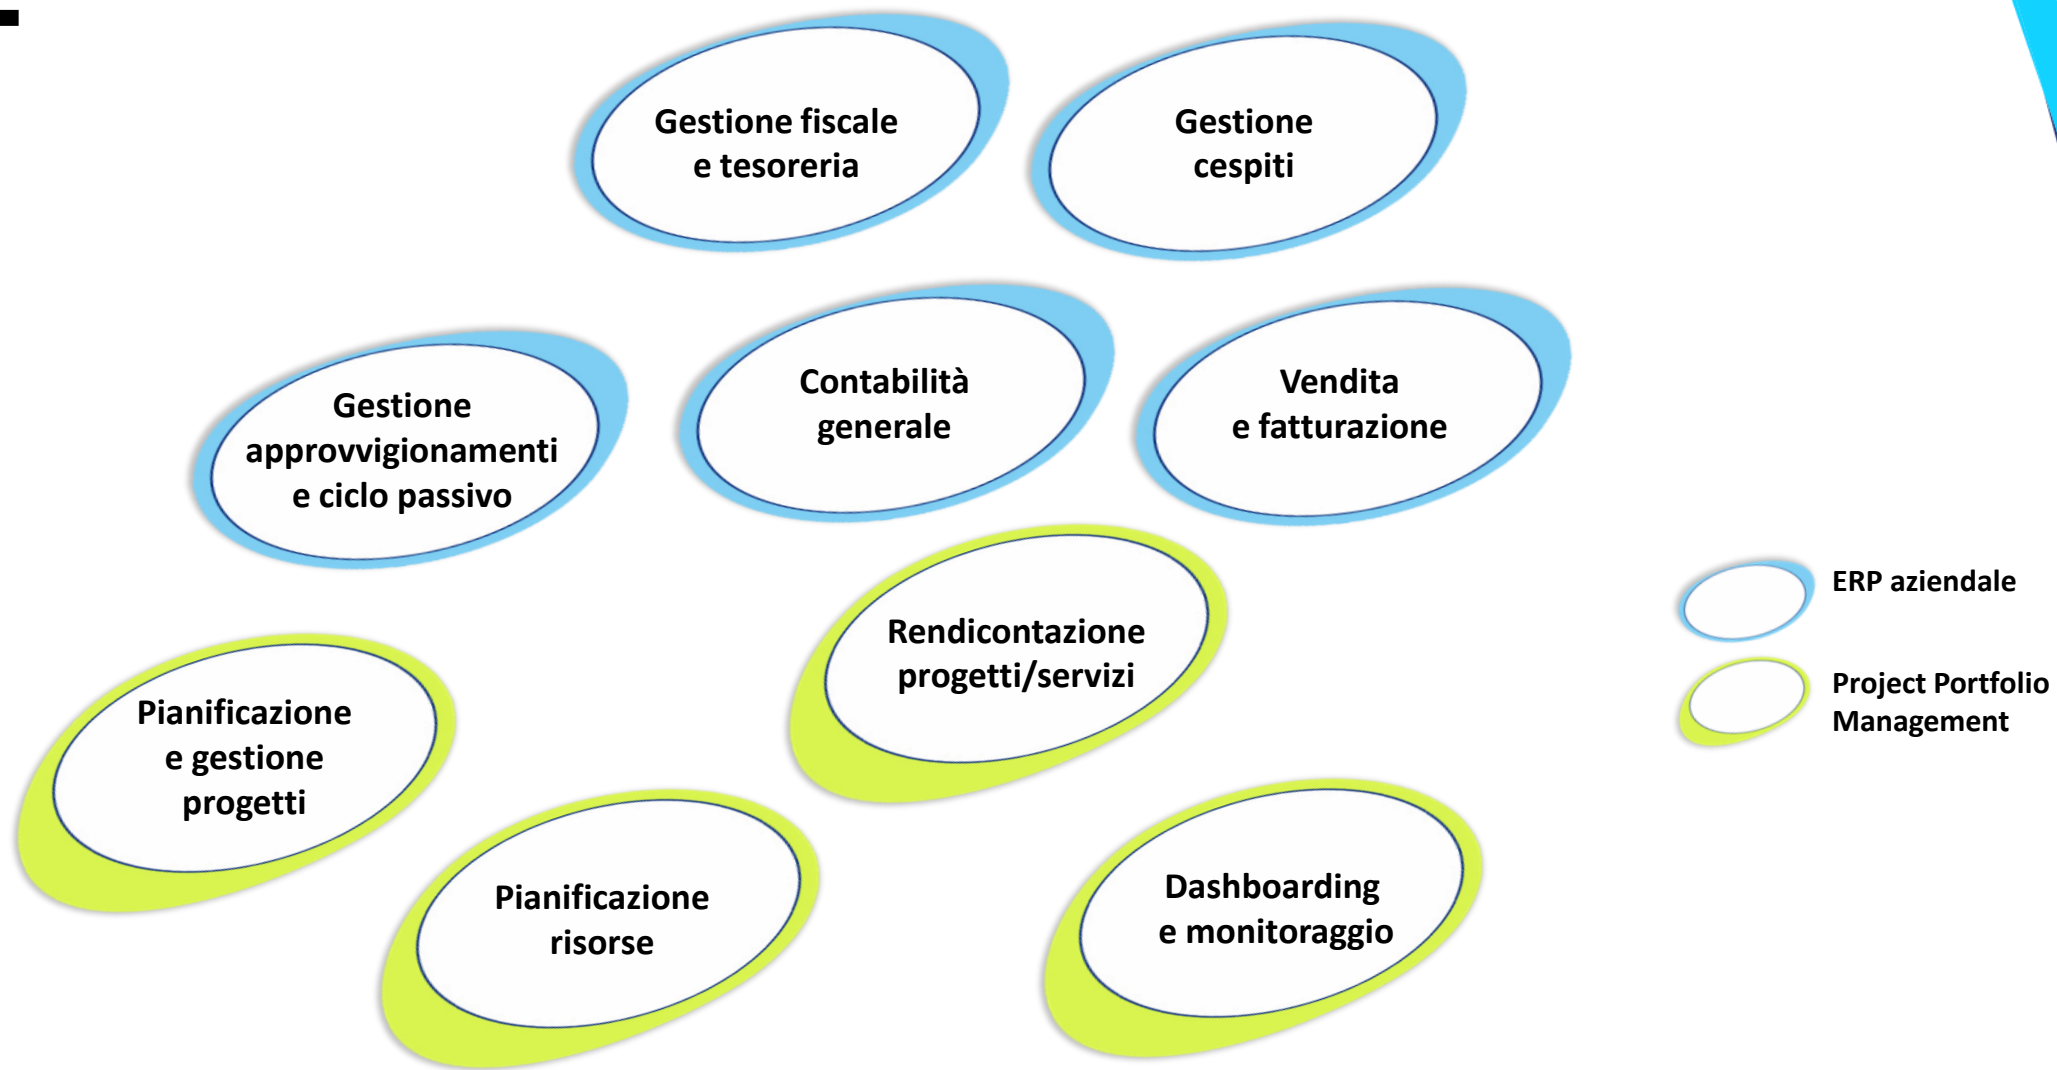 Gestione fiscale
e tesoreria
Gestione
cespiti
Gestione
approvvigionamenti
e ciclo passivo
Contabilità
generale
Vendita
e fatturazione
Rendicontazione
progetti/servizi
ERP aziendale
Project Portfolio
Management
Pianificazione
e gestione
progetti
Pianificazione
risorse
Dashboarding
e monitoraggio